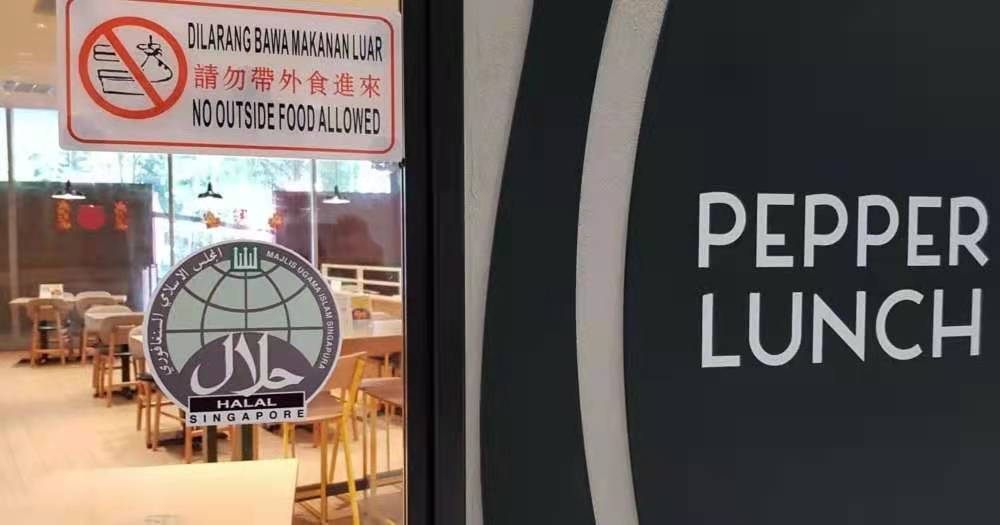 DILARANG BAWA MAKANAN LUAR
請勿帶外食進來
NO OUTSIDE FOOD ALLOWED
المجلس الاسلامي السنغافوري
MAJLIS UGAMA ISLAM SINGAPURA
حلال
HALAL
SINGAPORE
PEPPER
LUNCH